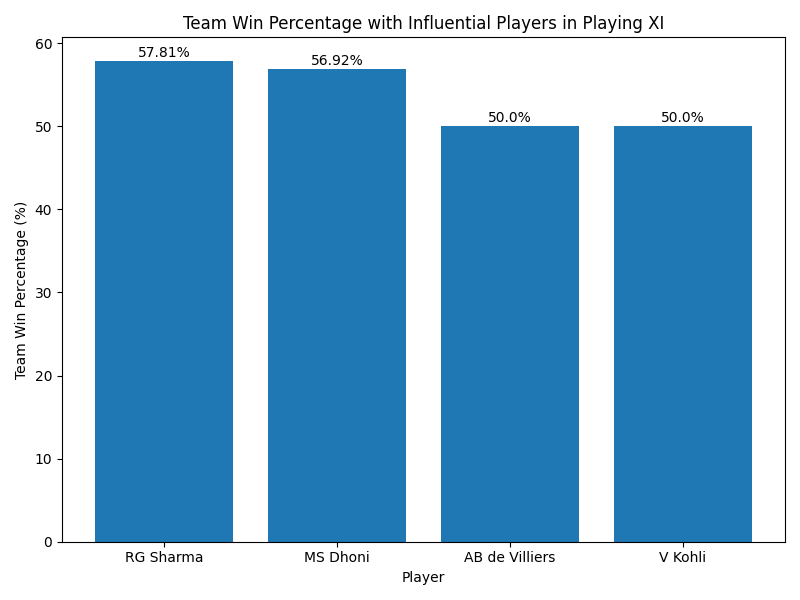 Team Win Percentage with Influential Players in Playing XI
57.81%
56.92%
50.0%
50.0%
Team Win Percentage (%)
60
50
40
30
20
10
0
RG Sharma
MS Dhoni
AB de Villiers
V Kohli
Player